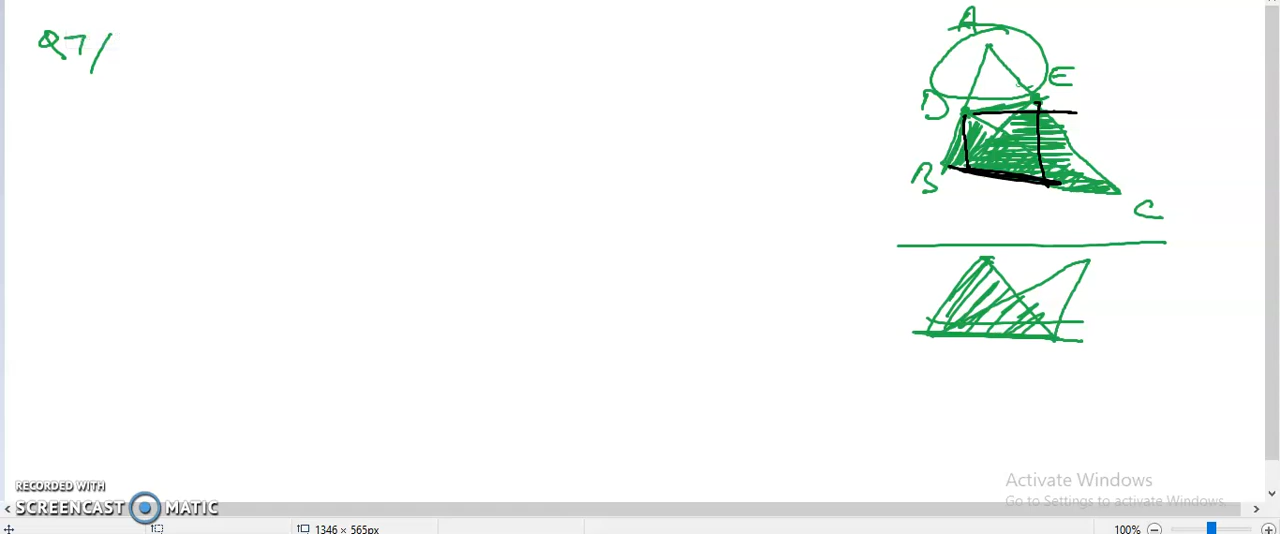 Q7/
A
E
D
B
C
RECORDED WITH
SCREENCAST MATIC
Activate Windows
Go to Settings to activate Windows.
1346 × 565px
100%